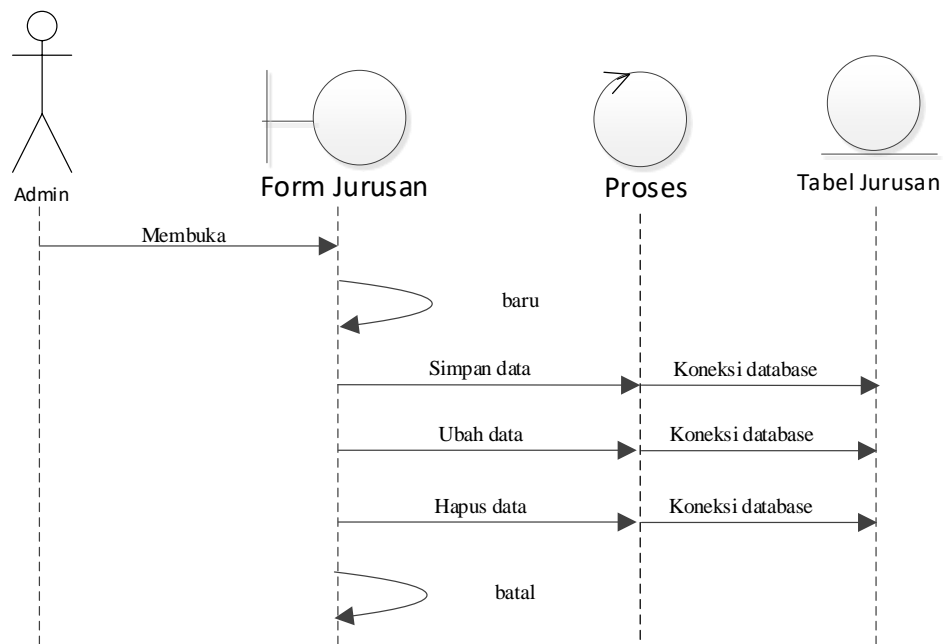 Admin
Form Jurusan
Proses
Tabel Jurusan
Membuka
baru
Simpan data
Koneksi database
Ubah data
Koneksi database
Hapus data
Koneksi database
batal